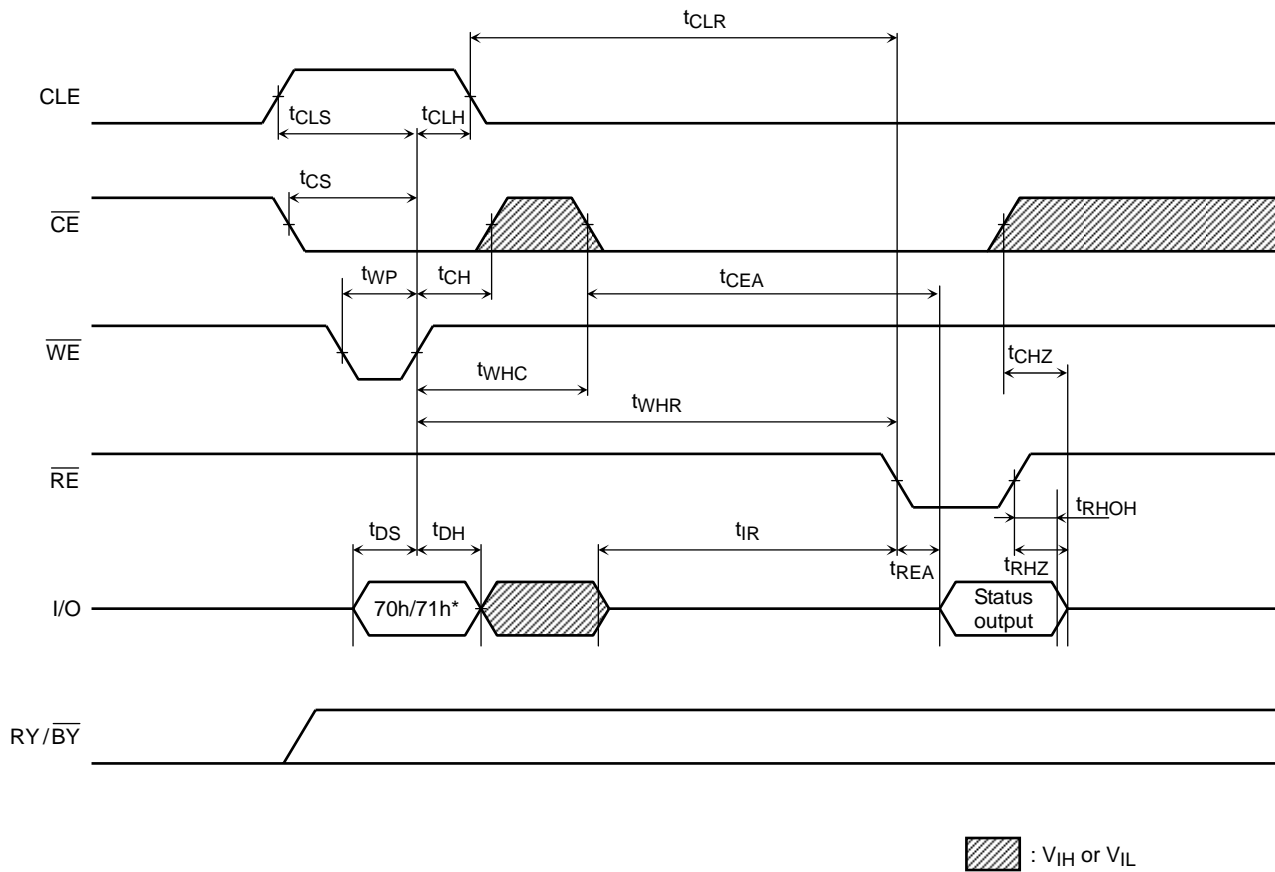 tCLR
CLE
tCLS
tCLH
tCS
CE
tWP
tCH
tCEA
WE
tCHZ
tWHC
tWHR
RE
tRHOH
tDS
tDH
tIR
tREA
tRHZ
I/O
70h/71h*
Status
output
RY/BY
: VIH or VIL